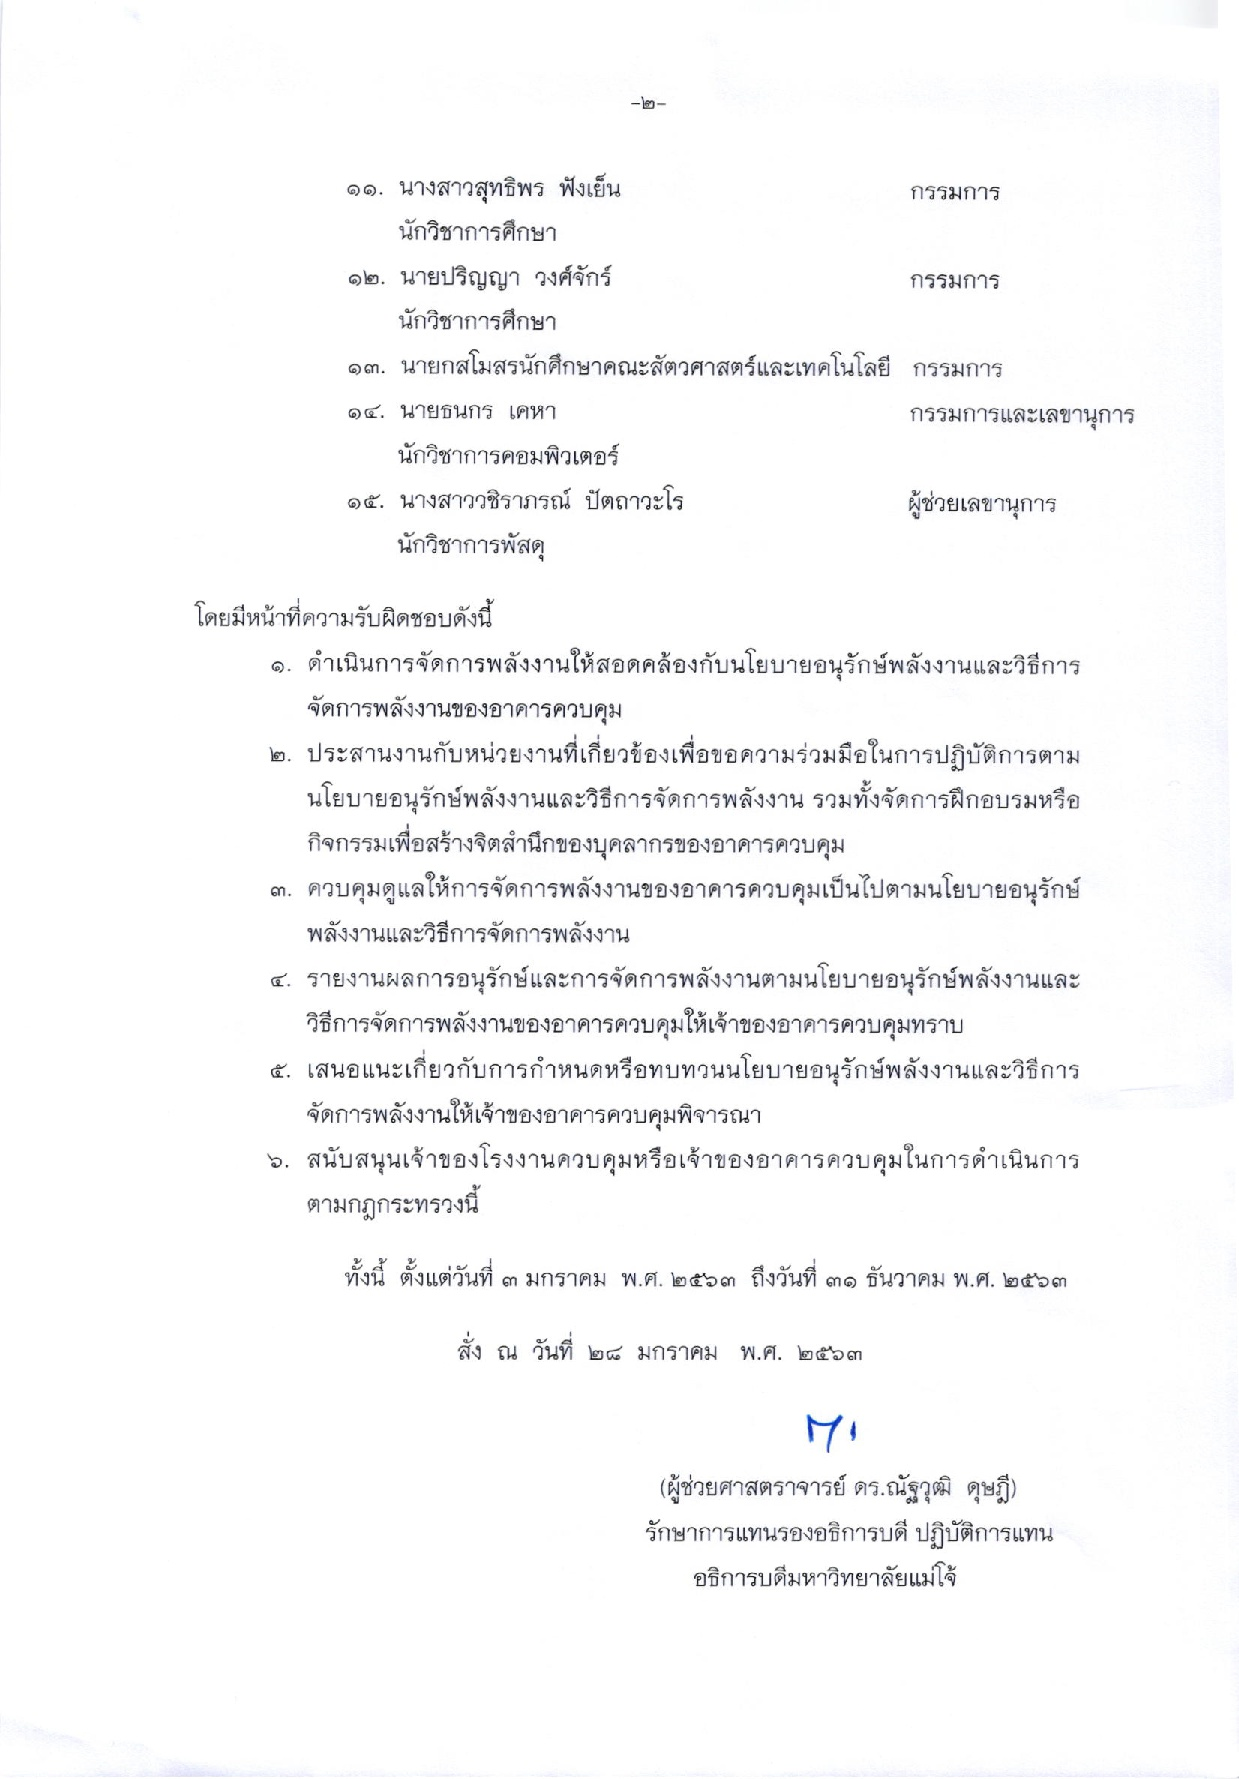 -๒-
๑๑. นางสาวสุทธิพร ฟังเย็น กรรมการ
นักวิชาการศึกษา
๑๒. นายปริญญา วงศ์จักร์ กรรมการ
นักวิชาการศึกษา
๑๓. นายกสโมสรนักศึกษาคณะสัตวศาสตร์และเทคโนโลยี กรรมการ
๑๔. นายธนกร เคหา กรรมการและเลขานุการ
นักวิชาการคอมพิวเตอร์
๑๕. นางสาววชิราภรณ์ ปัตถาวะโร ผู้ช่วยเลขานุการ
นักวิชาการพัสดุ
โดยมีหน้าที่ความรับผิดชอบดังนี้
๑. ดำเนินการจัดการพลังงานให้สอดคล้องกับนโยบายอนุรักษ์พลังงานและวิธีการ
จัดการพลังงานของอาคารควบคุม
๒. ประสานงานกับหน่วยงานที่เกี่ยวข้องเพื่อขอความร่วมมือในการปฏิบัติการตาม
นโยบายอนุรักษ์พลังงานและวิธีการจัดการพลังงาน รวมทั้งจัดการฝึกอบรมหรือ
กิจกรรมเพื่อสร้างจิตสำนึกของบุคลากรของอาคารควบคุม
๓. ควบคุมดูแลให้การจัดการพลังงานของอาคารควบคุมเป็นไปตามนโยบายอนุรักษ์
พลังงานและวิธีการจัดการพลังงาน
๔. รายงานผลการอนุรักษ์และการจัดการพลังงานตามนโยบายอนุรักษ์พลังงานและ
วิธีการจัดการพลังงานของอาคารควบคุมให้เจ้าของอาคารควบคุมทราบ
๕. เสนอแนะเกี่ยวกับการกำหนดหรือทบทวนนโยบายอนุรักษ์พลังงานและวิธีการ
จัดการพลังงานให้เจ้าของอาคารควบคุมพิจารณา
๖. สนับสนุนเจ้าของโรงงานควบคุมหรือเจ้าของอาคารควบคุมในการดำเนินการ
ตามกฎกระทรวงนี้
ทั้งนี้ ตั้งแต่วันที่ ๓ มกราคม พ.ศ. ๒๕๖๓ ถึงวันที่ ๓๑ ธันวาคม พ.ศ. ๒๕๖๓
สั่ง ณ วันที่ ๒๘ มกราคม พ.ศ. ๒๕๖๓
(ผู้ช่วยศาสตราจารย์ ดร.ณัฐวุฒิ ดุษฎี)
รักษาการแทนรองอธิการบดี ปฏิบัติการแทน
อธิการบดีมหาวิทยาลัยแม่โจ้